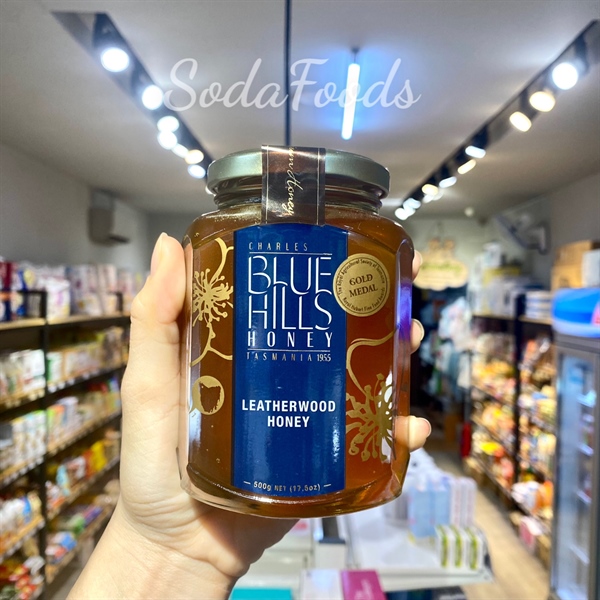 SodaFoods
CHARLES
BLUE
HILLS
HONEY
TASMANIA 1955
GOLD
MEDAL
LEATHERWOOD
HONEY
500g NET (17.5oz)